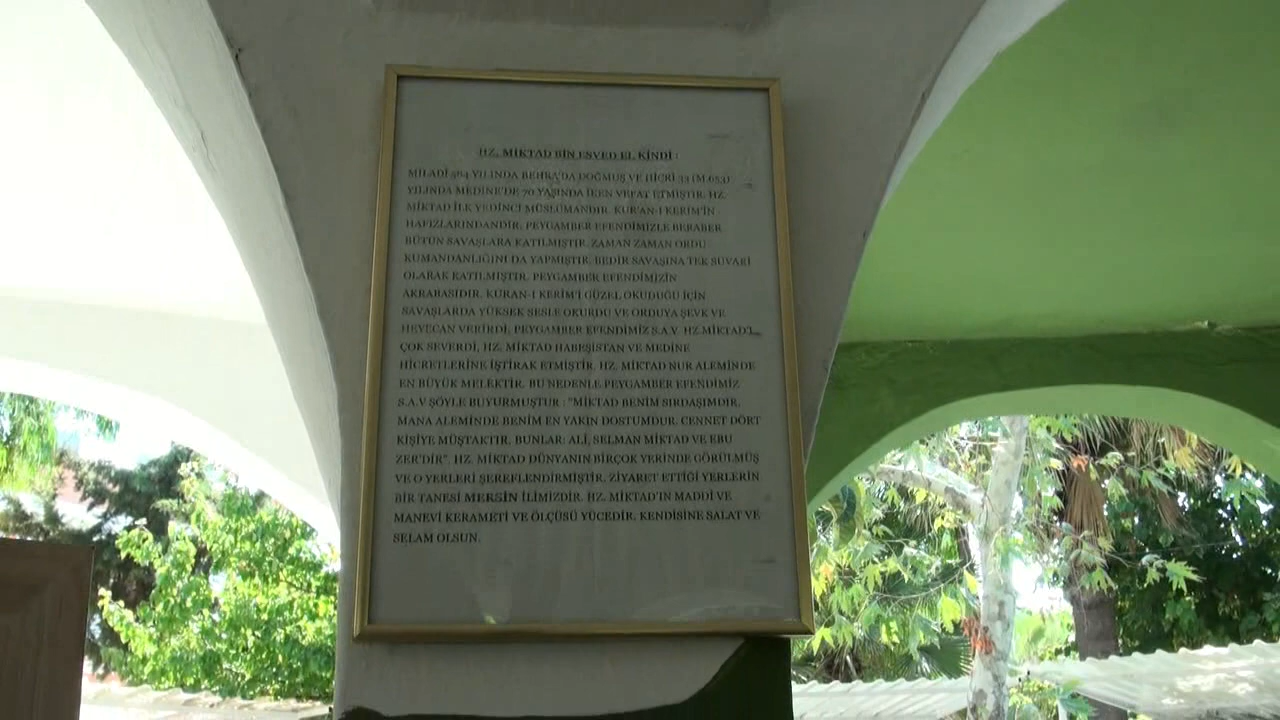 HZ. MİKTAD BİN ESVED EL KİNDİ :
MİLADİ 584 YILINDA BEHRA'DA DOĞMUŞ VE HİCRİ 33 (M.653)
YILINDA MEDİNE'DE 70 YAŞINDA İKEN VEFAT ETMİŞTİR. HZ.
MİKTAD İLK YEDİNCİ MÜSLÜMANDIR. KUR'AN-I KERİM'İN
HAFIZLARINDANDIR. PEYGAMBER EFENDİMİZLE BERABER
BÜTÜN SAVAŞLARA KATILMIŞTIR. ZAMAN ZAMAN ORDU
KUMANDANLIĞINI DA YAPMIŞTIR. BEDİR SAVAŞINA TEK SUVARİ
OLARAK KATILMIŞTIR. PEYGAMBER EFENDİMİZİN
AKRABASIDIR. KURAN-I KERİM'İ GÜZEL OKUDUĞU İÇİN
SAVAŞLARDA YÜKSEK SESLE OKURDU VE ORDUYA ŞEVK VE
HEYECAN VERİRDİ. PEYGAMBER EFENDİMİZ S.A.V. HZ.MİKTAD'I
ÇOK SEVERDİ, HZ. MİKTAD HABEŞİSTAN VE MEDİNE
HİCRETLERİNE İŞTİRAK ETMİŞTİR. HZ. MİKTAD NUR ALEMİNDE
EN BÜYÜK MELEKTİR. BU NEDENLE PEYGAMBER EFENDİMİZ
S.A.V ŞÖYLE BUYURMUŞTUR : "MİKTAD BENİM SIRDAŞIMDIR,
MANA ALEMİNDE BENİM EN YAKIN DOSTUMDUR. CENNET DÖRT
KİŞİYE MÜŞTAKTIR. BUNLAR: ALİ, SELMAN MİKTAD VE EBU
ZER'DİR". HZ. MİKTAD DÜNYANIN BİRÇOK YERİNDE GÖRÜLMÜŞ
VE O YERLERİ ŞEREFLENDİRMİŞTİR. ZİYARET ETTİĞİ YERLERİN
BİR TANESİ MERSİN İLİMİZDİR. HZ. MİKTAD'IN MADDİ VE
MANEVİ KERAMETİ VE ÖLÇÜSÜ YÜCEDİR. KENDİSİNE SALAT VE
SELAM OLSUN.